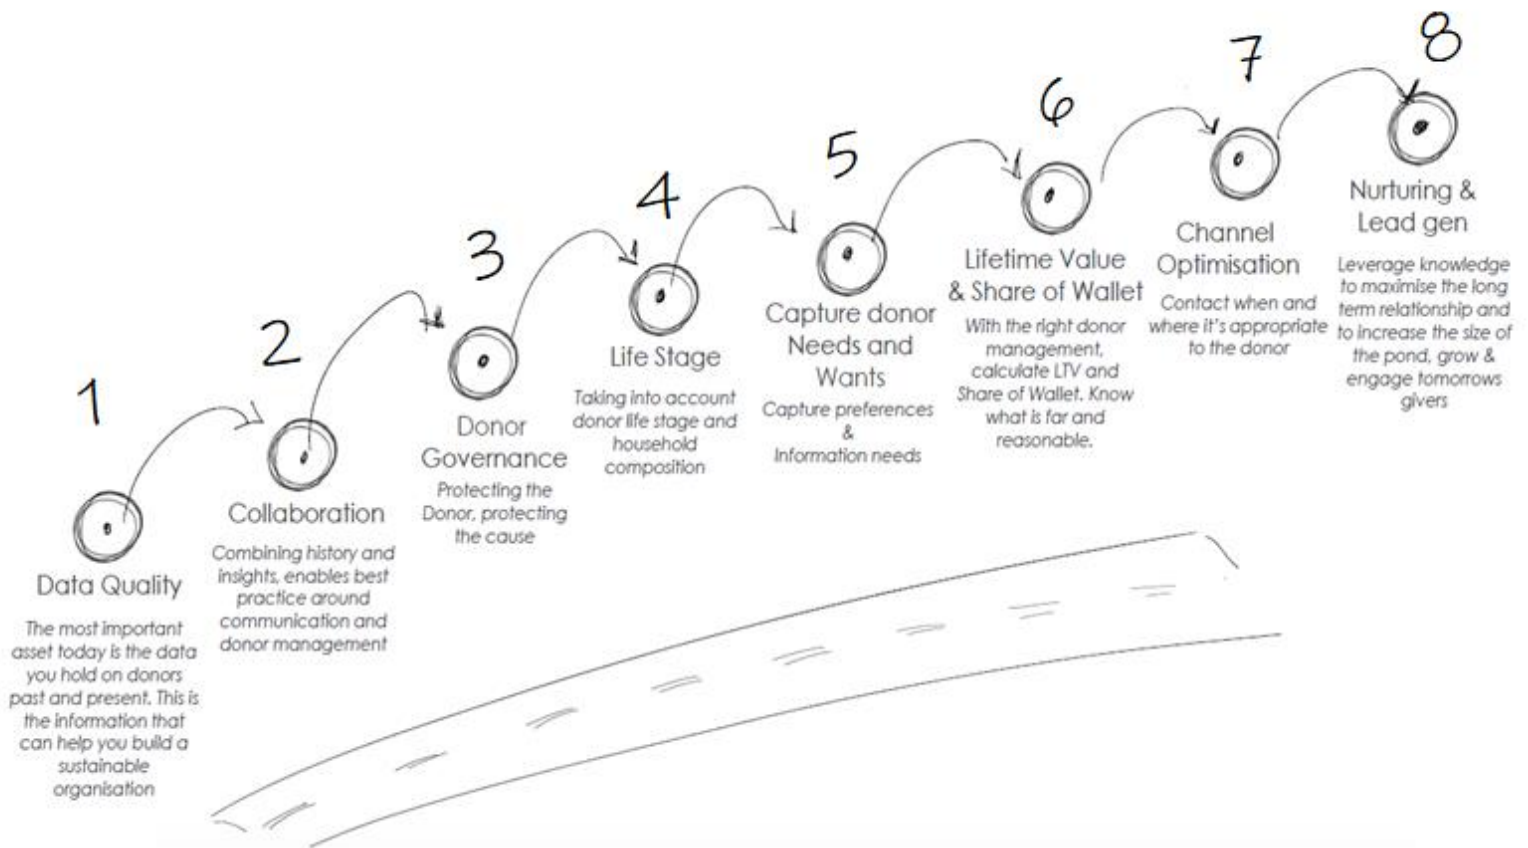 1
Data Quality
The most important
asset today is the data
you hold on donors
past and present. This is
the information that
can help you build a
sustainable
organisation
2
Collaboration
Combining history and
insights, enables best
practice around
communication and
donor management
3
Donor
Governance
Protecting the
Donor, protecting
the cause
4
Life Stage
Taking into account
donor life stage and
household
composition
5
Capture donor
Needs and
Wants
Capture preferences
&
Information needs
6
Lifetime Value
& Share of Wallet
With the right donor
management,
calculate LTV and
Share of Wallet. Know
what is far and
reasonable.
7
Channel
Optimisation
Contact when and
where it's appropriate
to the donor
8
Nurturing &
Lead gen
Leverage knowledge
to maximise the long
term relationship and
to increase the size of
the pond, grow &
engage tomorrows
givers